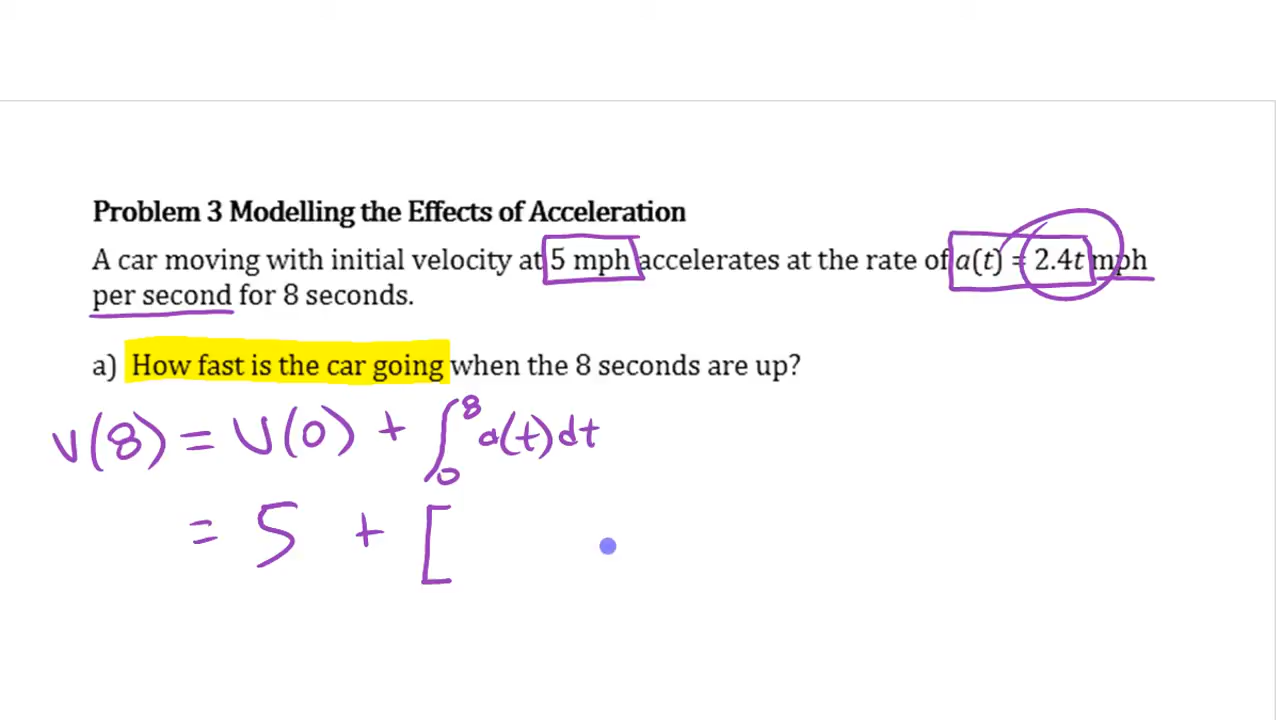 Problem 3 Modelling the Effects of Acceleration
A car moving with initial velocity at 5 mph accelerates at the rate of a(t) = 2.4t mph
per second for 8 seconds.
a) How fast is the car going when the 8 seconds are up?
v(8) = v(0) + ∫₀⁸ a(t)dt
= 5 + [